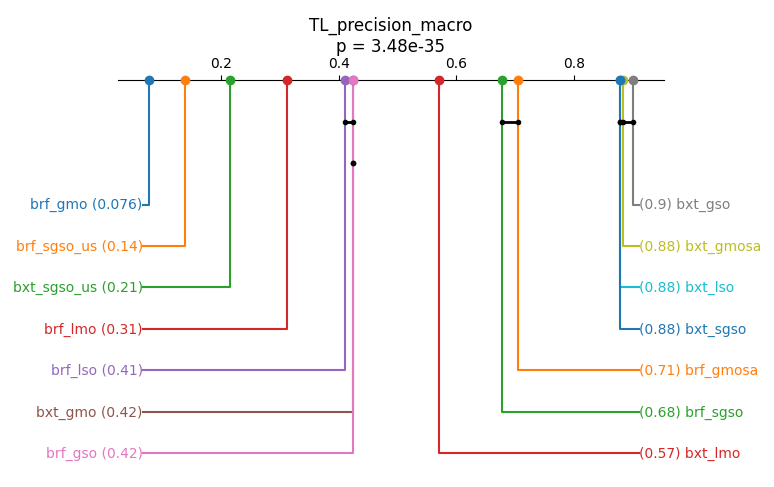 TL_precision_macro
p = 3.48e-35
0.2 0.4 0.6 0.8
brf_gmo (0.076) (0.9) bxt_gso
brf_sgso_us (0.14) (0.88) bxt_gmosa
bxt_sgso_us (0.21) (0.88) bxt_lso
brf_lmo (0.31) (0.88) bxt_sgso
brf_lso (0.41) (0.71) brf_gmosa
bxt_gmo (0.42) (0.68) brf_sgso
brf_gso (0.42) (0.57) bxt_lmo